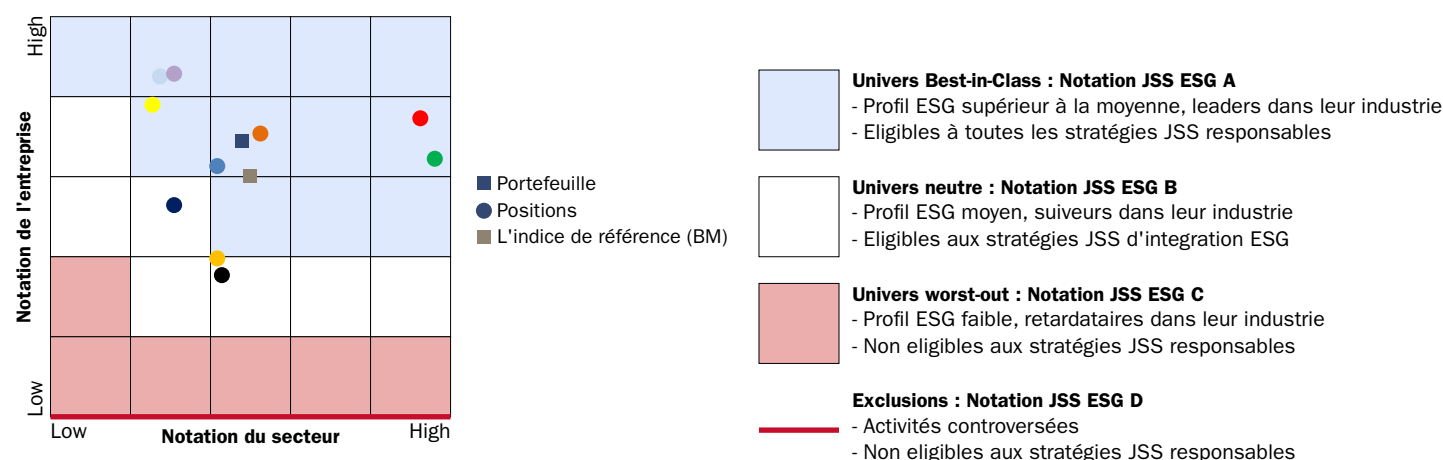 High
Notation de l'entreprise
Low
Low
Notation du secteur
High
Portefeuille
Positions
L'indice de référence (BM)
Univers Best-in-Class : Notation JSS ESG A
- Profil ESG supérieur à la moyenne, leaders dans leur industrie
- Eligibles à toutes les stratégies JSS responsables
Univers neutre : Notation JSS ESG B
- Profil ESG moyen, suiveurs dans leur industrie
- Eligibles aux stratégies JSS d'integration ESG
Univers worst-out : Notation JSS ESG C
- Profil ESG faible, retardataires dans leur industrie
- Non eligibles aux stratégies JSS responsables
Exclusions : Notation JSS ESG D
- Activités controversées
- Non eligibles aux stratégies JSS responsables